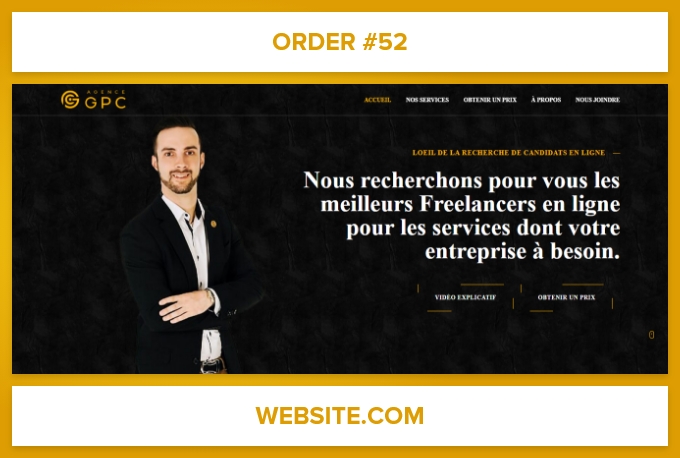 ORDER #52
AGENCE
GPC
ACCUEIL NOS SERVICES OBTENIR UN PRIX À PROPOS NOUS JOINDRE
LOEIL DE LA RECHERCHE DE CANDIDATS EN LIGNE
Nous recherchons pour vous les
meilleurs Freelancers en ligne
pour les services dont votre
entreprise à besoin.
VIDÉO EXPLICATIF OBTENIR UN PRIX
WEBSITE.COM